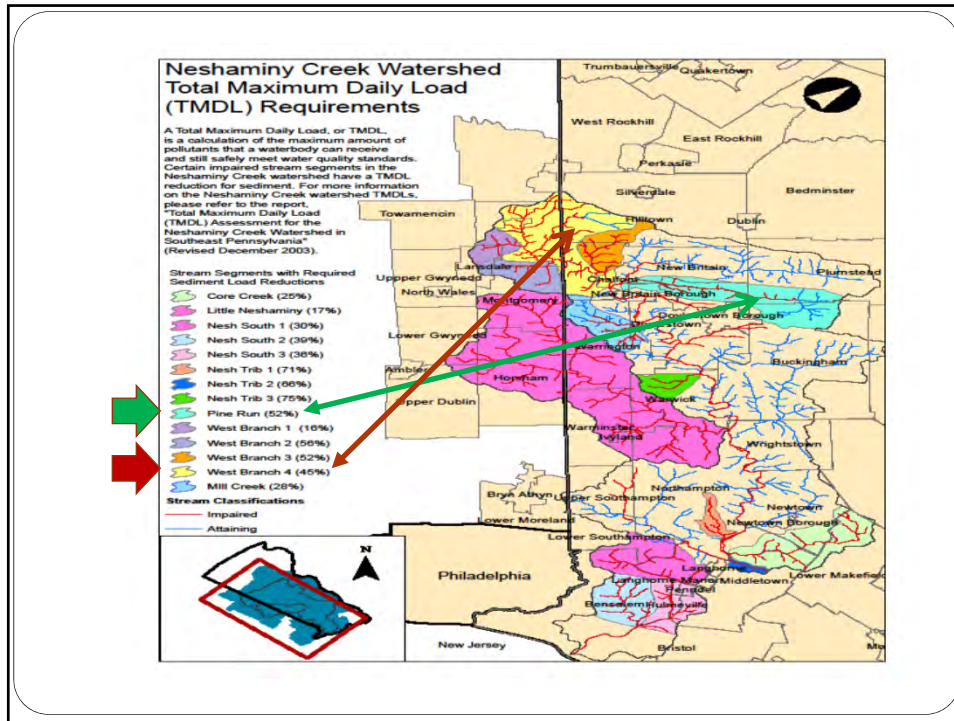 Neshaminy Creek Watershed
Total Maximum Daily Load
(TMDL) Requirements
A Total Maximum Daily Load, or TMDL,
is a calculation of the maximum amount of
pollutants that a waterbody can receive
and still safely meet water quality standards.
Certain impaired stream segments in the
Neshaminy Creek watershed have a TMDL
reduction for sediment. For more information
on the Neshaminy Creek watershed TMDLs,
please refer to the report,
"Total Maximum Daily Load
(TMDL) Assessment for the
Neshaminy Creek Watershed in
Southeast Pennsylvania"
(Revised December 2003).
Stream Segments with Required
Sediment Load Reductions
Core Creek (25%)
Little Neshaminy (17%)
Nesh South 1 (30%)
Nesh South 2 (39%)
Nesh South 3 (36%)
Nesh Trib 1 (71%)
Nesh Trib 2 (66%)
Nesh Trib 3 (75%)
Pine Run (52%)
West Branch 1 (16%)
West Branch 2 (56%)
West Branch 3 (52%)
West Branch 4 (45%)
Mill Creek (28%)
Stream Classifications
Impaired
Attaining
N
Trumbauersville
Quakertown
West Rockhill
East Rockhill
Perkasie
Silverdale
Bedminster
Towamencin
Hilltown
Dublin
Lansdale
New Britain
Plumstead
Uppper Gwynedd
Chalfont
North Wales
Montgomery
New Britain Borough
Borough
Lower Gwynedd
Warrington
Buckingham
Ambler
Horsham
Upper Dublin
Warwick
Warminster
Ivyland
Wrightstown
Northampton
Bryn Athyn
Upper Southampton
Newtown
Lower Moreland
Newtown Borough
Lower Southampton
Langhorne
Lower Makefield
Philadelphia
Langhorne Manor
Middletown
Penndel
Bensalem
Hulmeville
New Jersey
Bristol